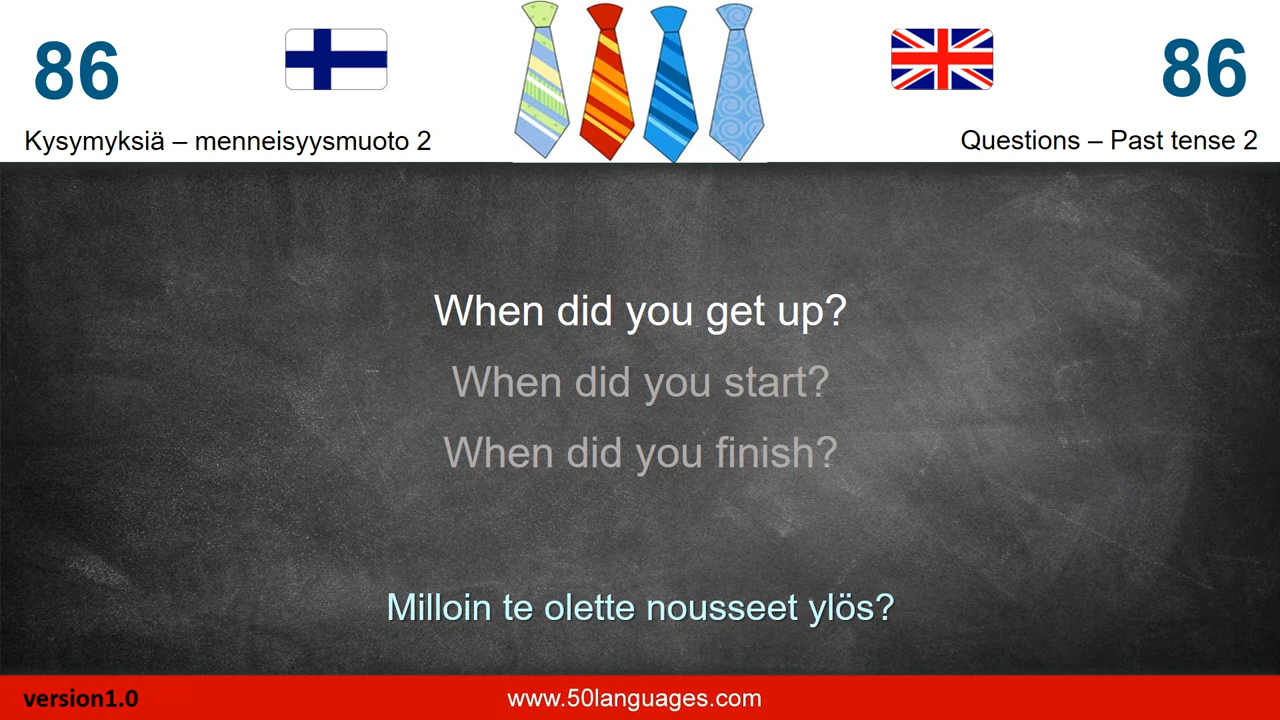 86
86
Kysymyksiä – menneisyysmuoto 2
Questions – Past tense 2
When did you get up?
When did you start?
When did you finish?
Milloin te olette nousseet ylös?
version1.0
www.50languages.com